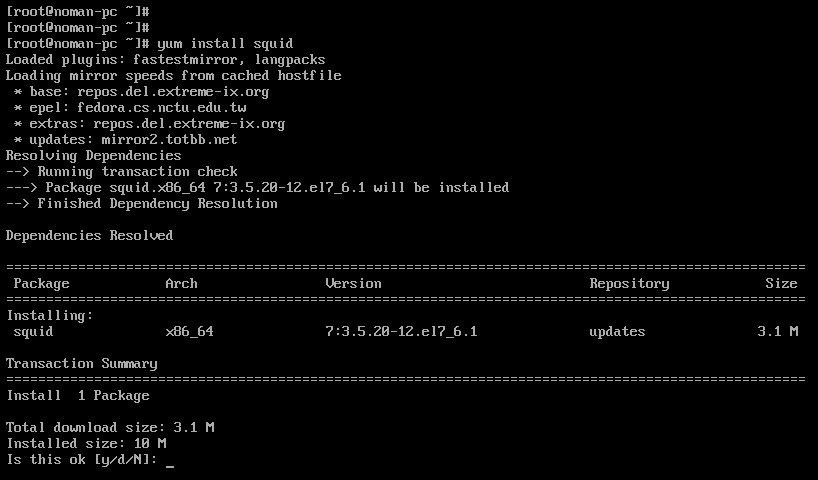 [root@noman-pc ~]#
[root@noman-pc ~]#
[root@noman-pc ~]# yum install squid
Loaded plugins: fastestmirror, langpacks
Loading mirror speeds from cached hostfile
 * base: repos.del.extreme-ix.org
 * epel: fedora.cs.nctu.edu.tw
 * extras: repos.del.extreme-ix.org
 * updates: mirror2.totbb.net
Resolving Dependencies
--> Running transaction check
---> Package squid.x86_64 7:3.5.20-12.el7_6.1 will be installed
--> Finished Dependency Resolution

Dependencies Resolved

====================================================================================================
 Package            Arch                Version                          Repository            Size
====================================================================================================
Installing:
 squid              x86_64              7:3.5.20-12.el7_6.1              updates              3.1 M

Transaction Summary
====================================================================================================
Install  1 Package

Total download size: 3.1 M
Installed size: 10 M
Is this ok [y/d/N]: _